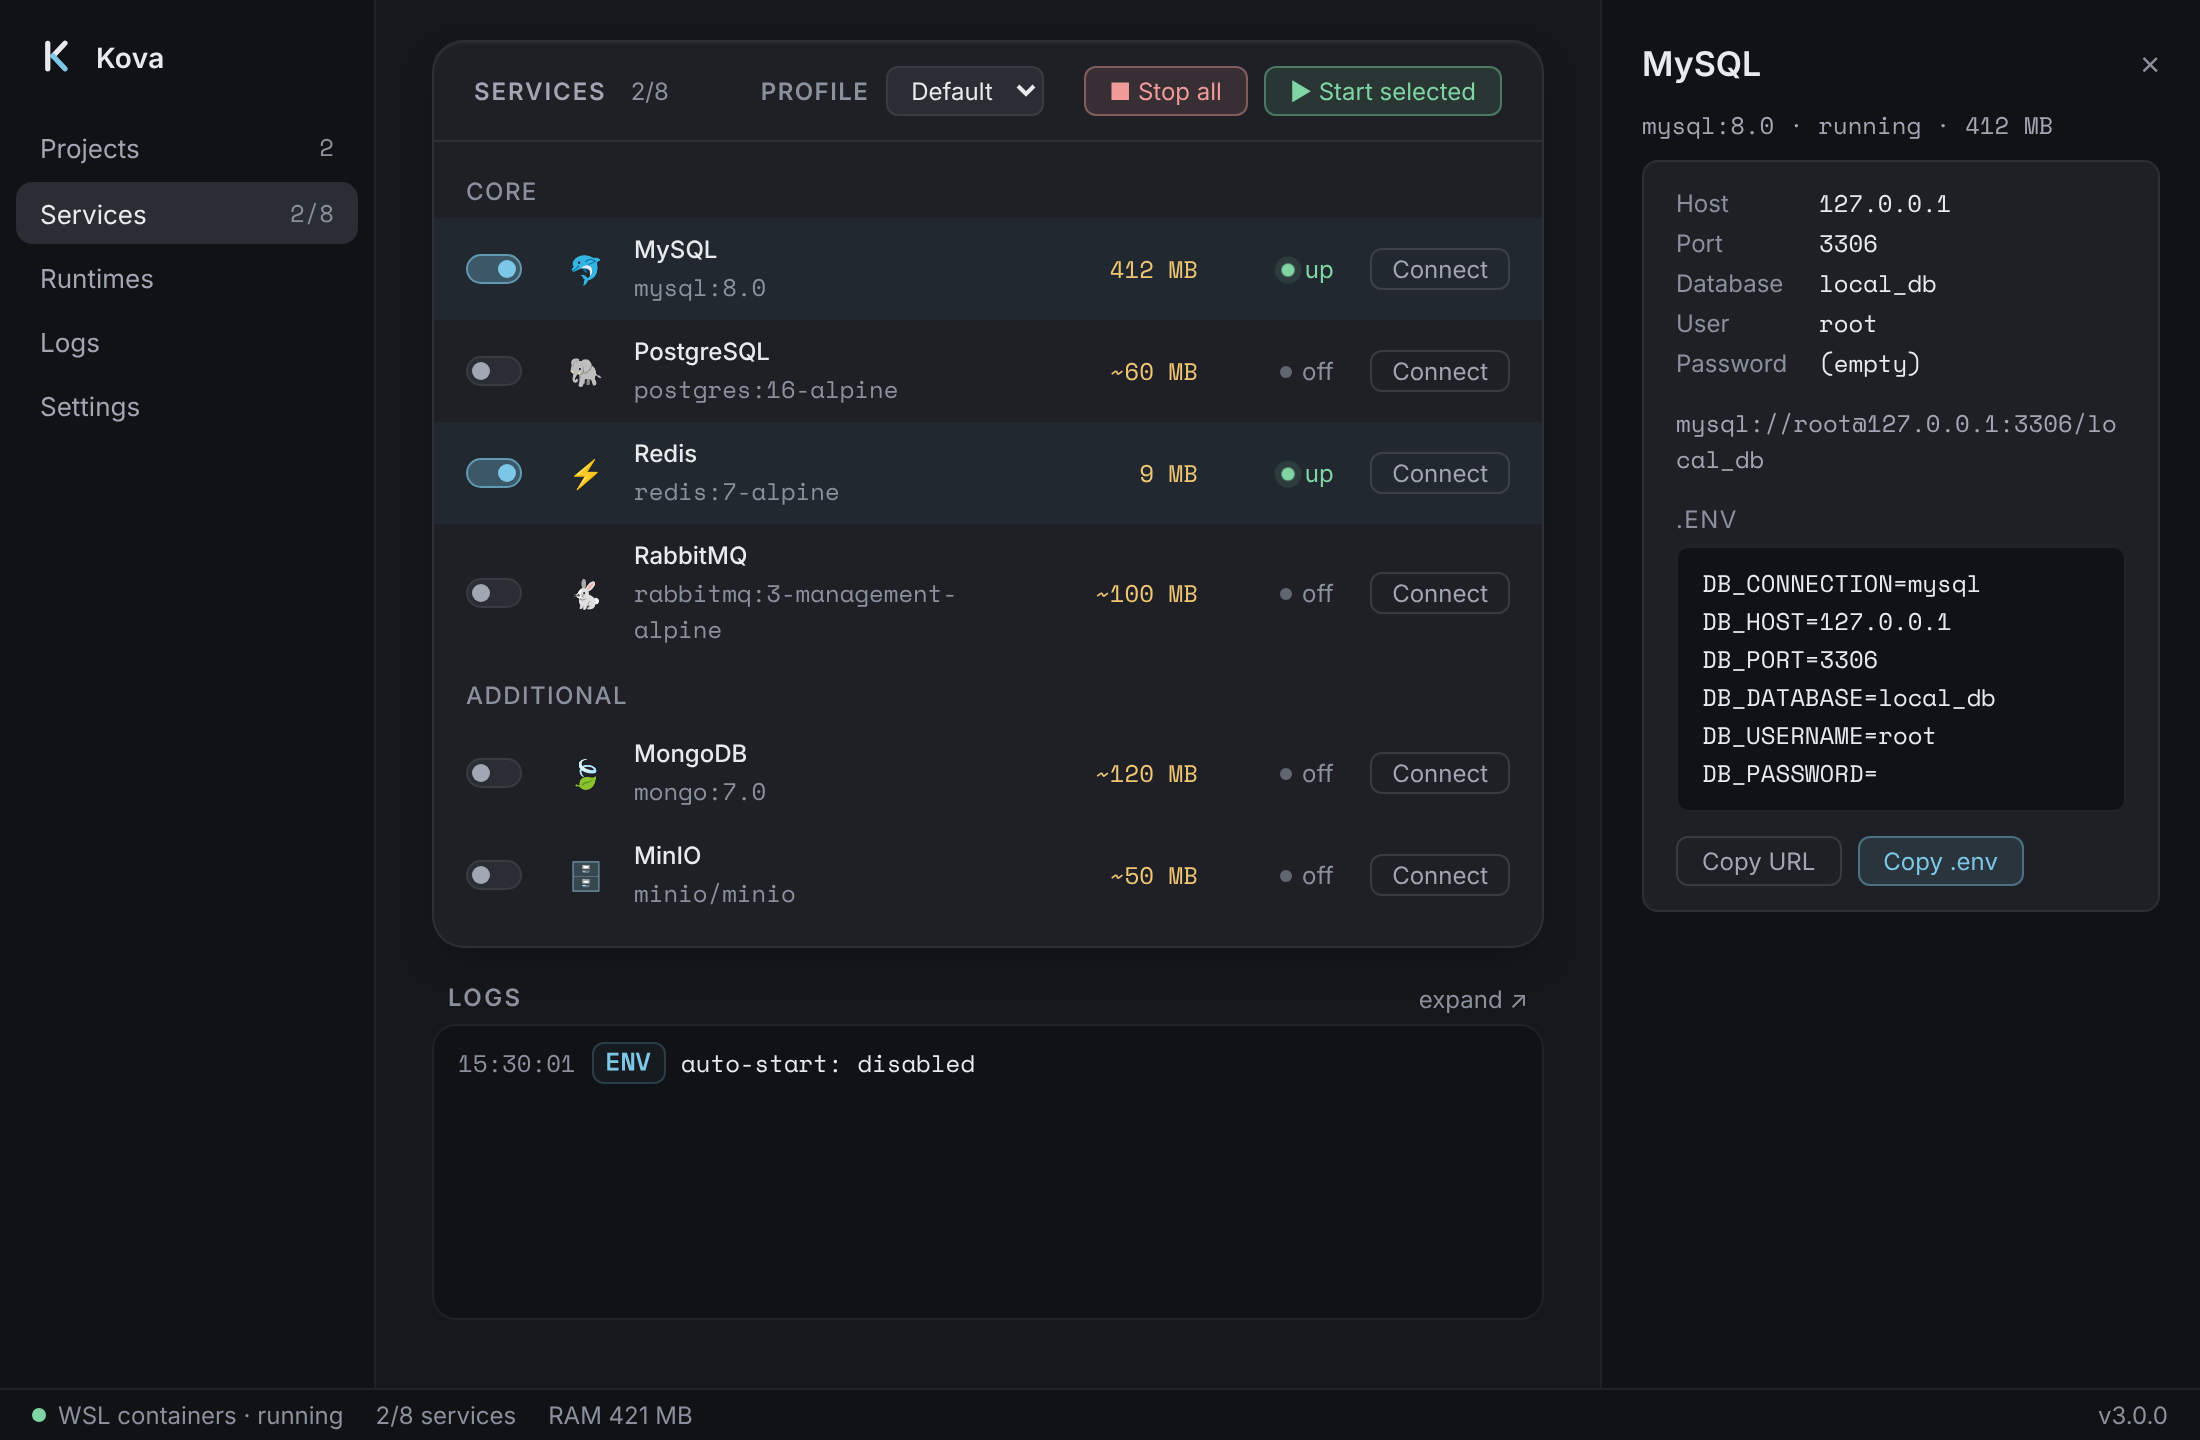 Kova
Projects 2
Services 2/8
Runtimes
Logs
Settings
SERVICES 2/8 PROFILE Default Stop all Start selected
CORE
MySQL
mysql:8.0
412 MB up Connect
PostgreSQL
postgres:16-alpine
~60 MB off Connect
Redis
redis:7-alpine
9 MB up Connect
RabbitMQ
rabbitmq:3-management-
alpine
~100 MB off Connect
ADDITIONAL
MongoDB
mongo:7.0
~120 MB off Connect
MinIO
minio/minio
~50 MB off Connect
LOGS expand ↗
15:30:01 ENV auto-start: disabled
MySQL ×
mysql:8.0 · running · 412 MB
Host 127.0.0.1
Port 3306
Database local_db
User root
Password (empty)
mysql://root@127.0.0.1:3306/lo
cal_db
.ENV
DB_CONNECTION=mysql
DB_HOST=127.0.0.1
DB_PORT=3306
DB_DATABASE=local_db
DB_USERNAME=root
DB_PASSWORD=
Copy URL Copy .env
WSL containers · running 2/8 services RAM 421 MB v3.0.0